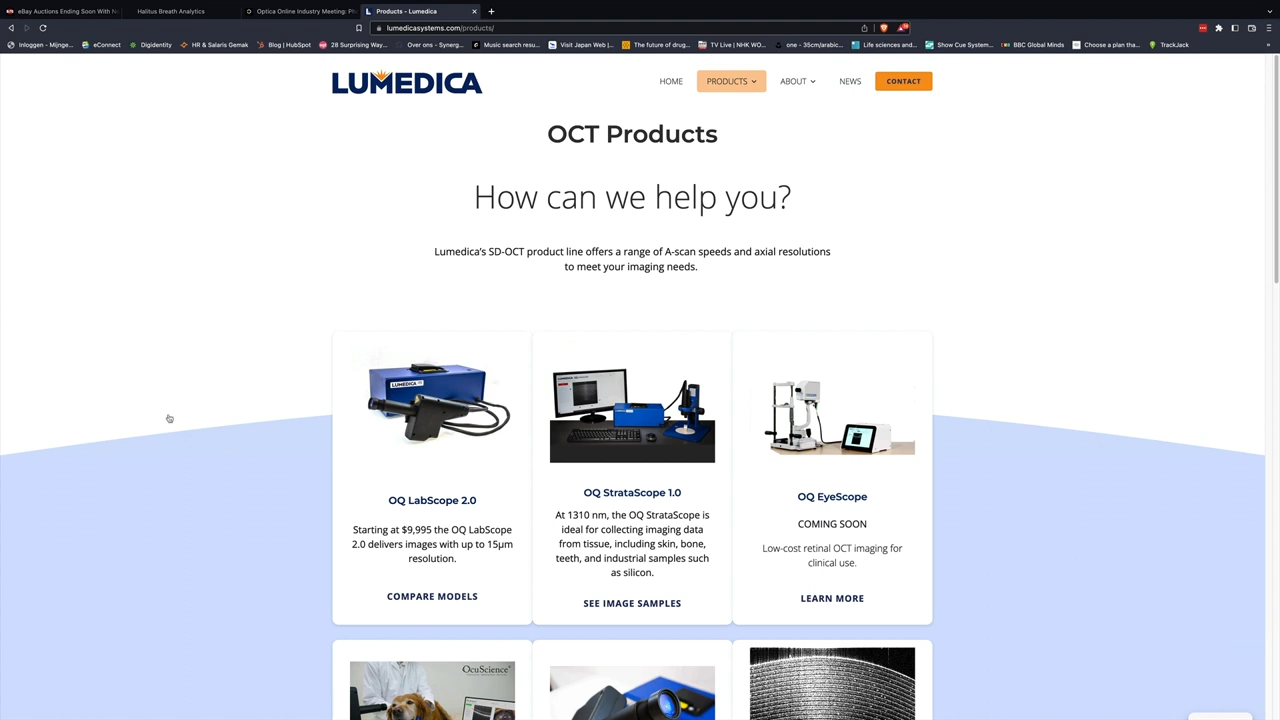 eBay Auctions Ending Soon With N
Halitus Breath Analytics
Optica Online Industry Meeting: Ph
Products - Lumedica
lumedicasystems.com/products/
Inloggen - Mijnge...
eConnect
Digidentity
HR & Salaris Gemak
Blog | HubSpot
28 Surprising Way...
Over ons - Synerg...
Music search resu...
Visit Japan Web |...
The future of drug...
TV Live | NHK WO...
one - 35cm/arabic...
Life sciences and...
Show Cue System...
BBC Global Minds
Choose a plan tha...
TrackJack
LUMEDICA
HOME
PRODUCTS
ABOUT
NEWS
CONTACT
OCT Products
How can we help you?
Lumedica's SD-OCT product line offers a range of A-scan speeds and axial resolutions
to meet your imaging needs.
LUMEDICA
OQ LabScope 2.0
Starting at $9,995 the OQ LabScope
2.0 delivers images with up to 15μm
resolution.
COMPARE MODELS
OQ StrataScope 1.0
At 1310 nm, the OQ StrataScope is
ideal for collecting imaging data
from tissue, including skin, bone,
teeth, and industrial samples such
as silicon.
SEE IMAGE SAMPLES
OQ EyeScope
COMING SOON
Low-cost retinal OCT imaging for
clinical use.
LEARN MORE
OcuScience